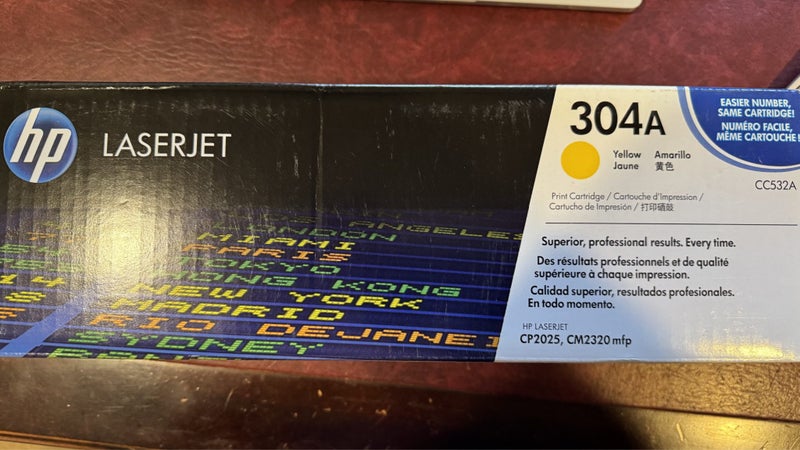 hp
LASERJET
304A
Yellow Amarillo
Jaune 黄色
EASIER NUMBER,
SAME CARTRIDGE!
NUMÉRO FACILE,
MÊME CARTOUCHE!
CC532A
Print Cartridge / Cartouche d'Impression /
Cartucho de Impresión / 打印硒鼓
Superior, professional results. Every time.
Des résultats professionnels et de qualité
supérieure à chaque impression.
Calidad superior, resultados profesionales.
En todo momento.
HP LASERJET
CP2025, CM2320 mfp
LOS ANGELES
LONDON
MIAMI
PARIS
TOKYO
HONG KONG
14 NEW YORK
MADRID
RIO DEJANEI
SYDNEY